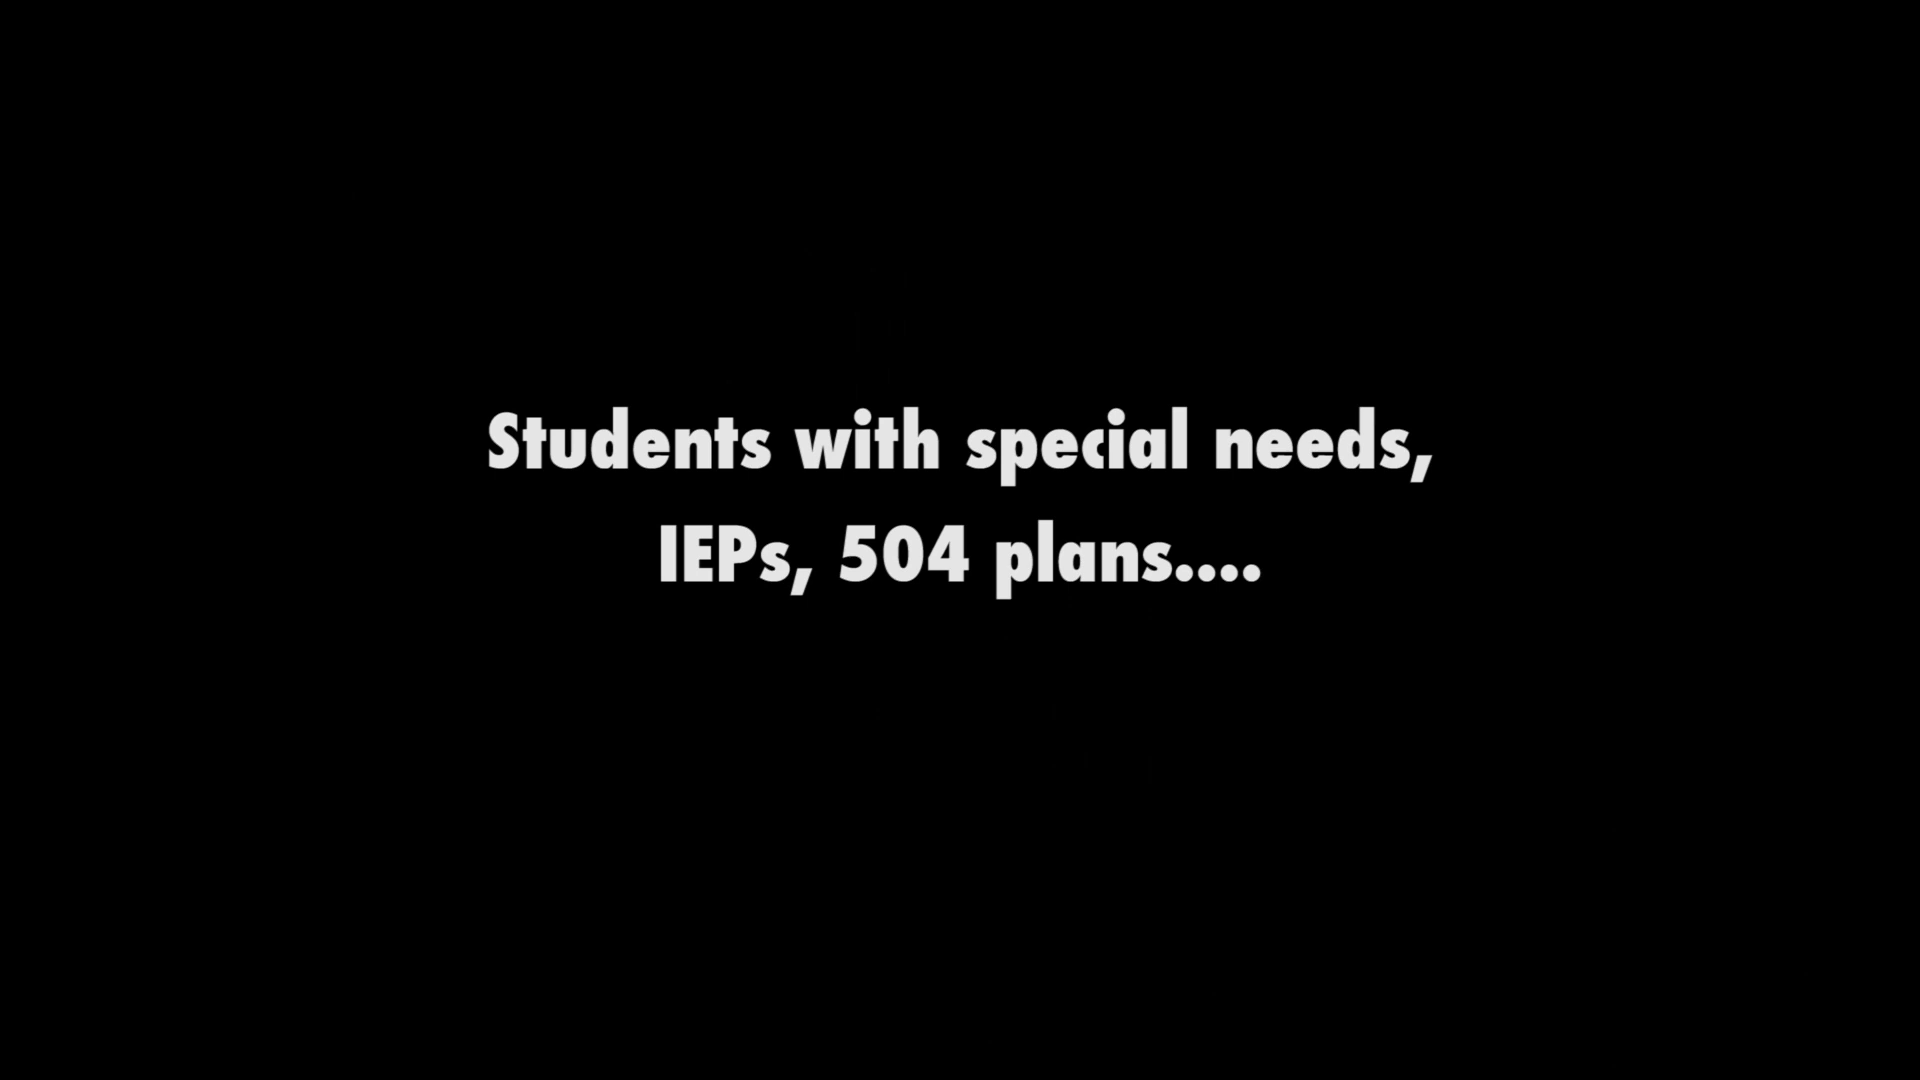 Students with special needs,
IEPs, 504 plans....